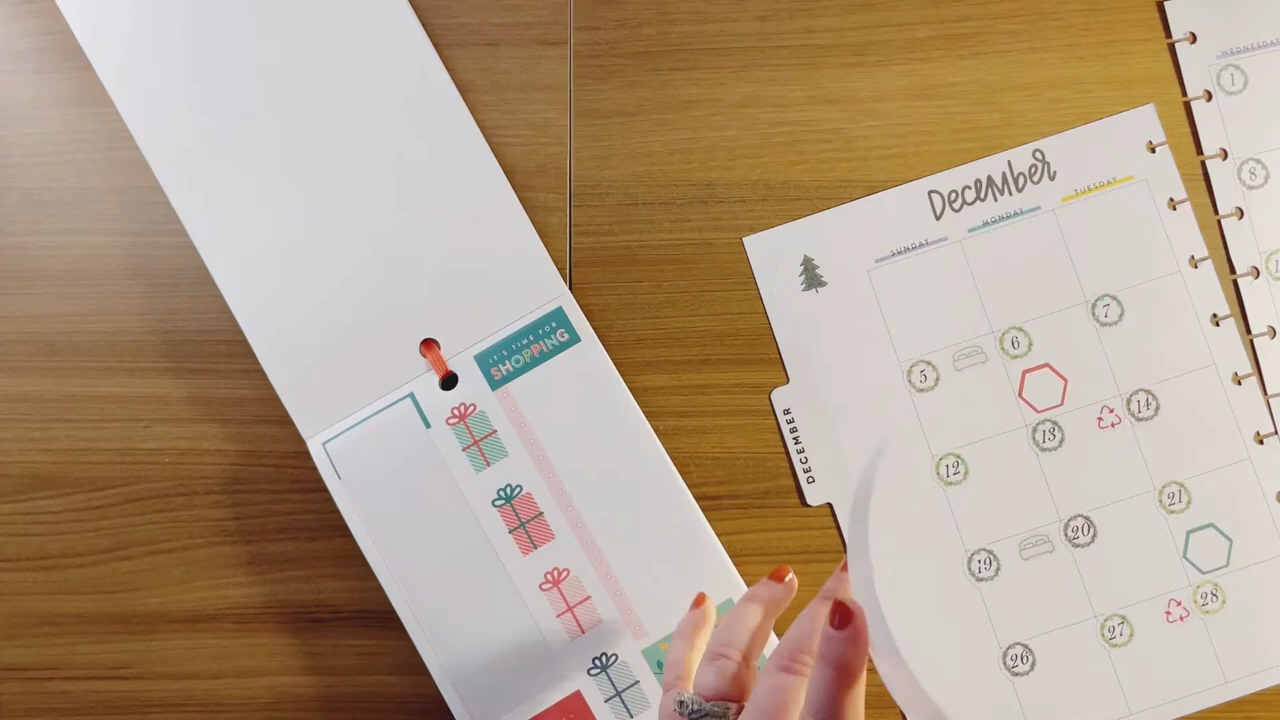 IT'S TIME FOR
SHOPPING
December
SUNDAY
MONDAY
TUESDAY
WEDNESDAY
1
8
DECEMBER
5
6
7
12
13
14
19
20
21
26
27
28